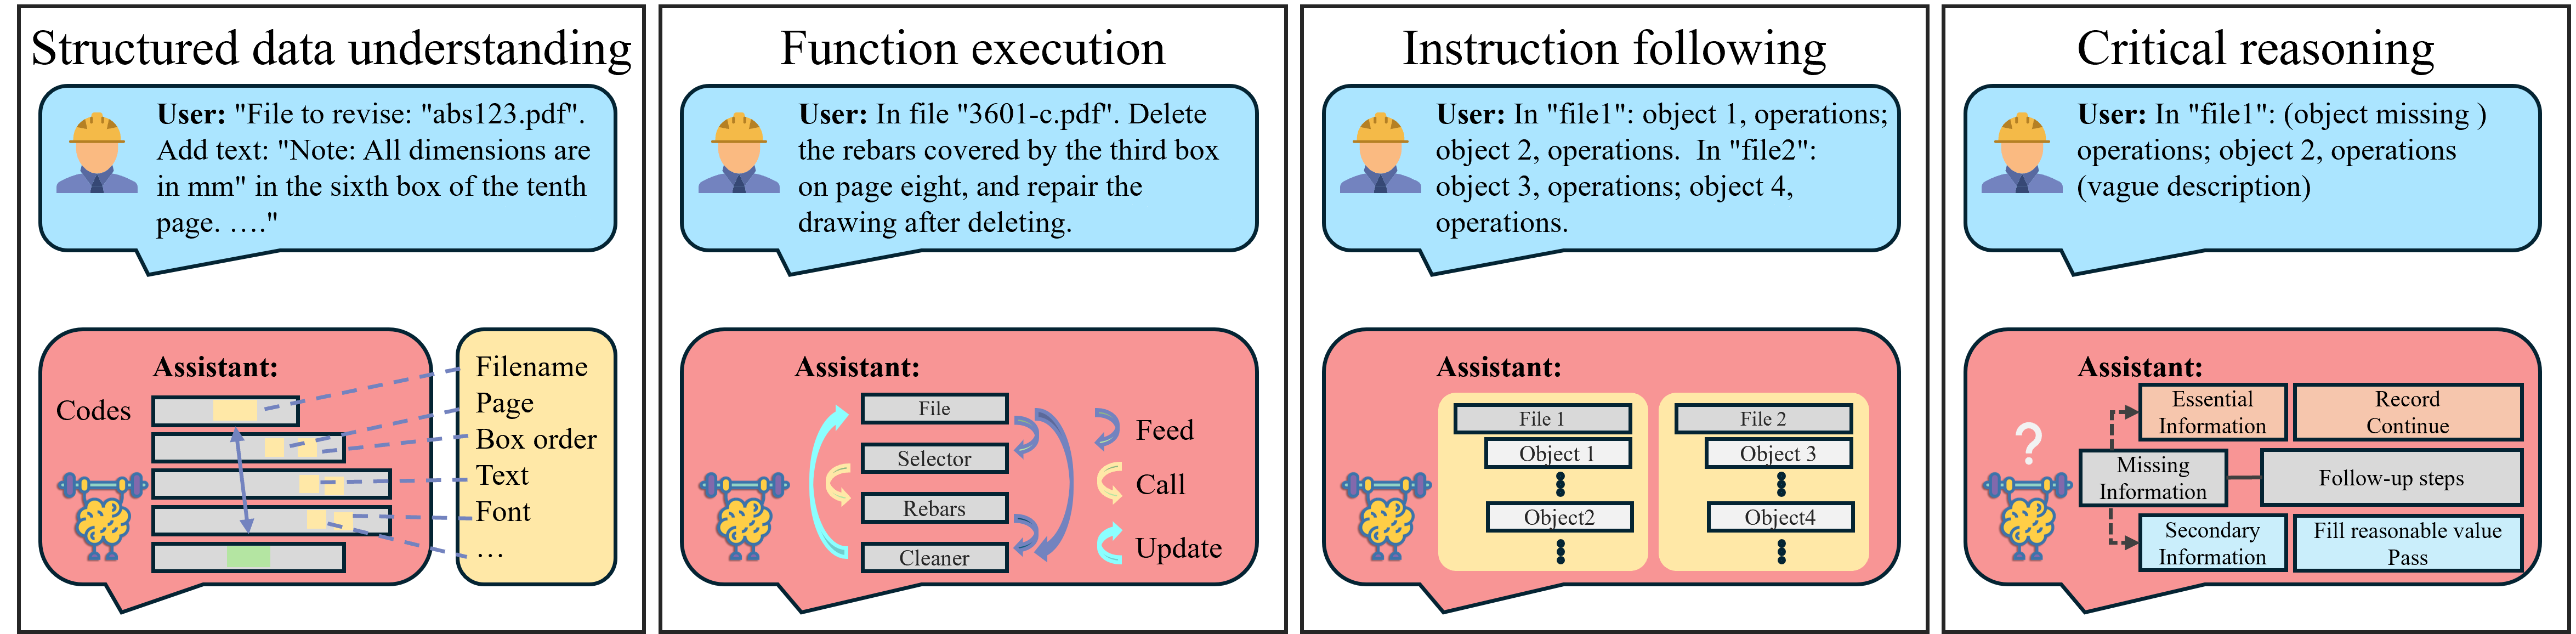 Structured data understanding
User: "File to revise: "abs123.pdf".
Add text: "Note: All dimensions are
in mm" in the sixth box of the tenth
page. …."
Assistant:
Codes
Filename
Page
Box order
Text
Font
…
Function execution
User: In file "3601-c.pdf". Delete
the rebars covered by the third box
on page eight, and repair the
drawing after deleting.
Assistant:
File
Selector
Rebars
Cleaner
Feed
Call
Update
Instruction following
User: In "file1": object 1, operations;
object 2, operations.  In "file2":
object 3, operations; object 4,
operations.
Assistant:
File 1
Object 1
Object2
File 2
Object 3
Object4
Critical reasoning
User: In "file1": (object missing )
operations; object 2, operations
(vague description)
Assistant:
?
Essential
Information
Record
Continue
Missing
Information
Follow-up steps
Secondary
Information
Fill reasonable value
Pass